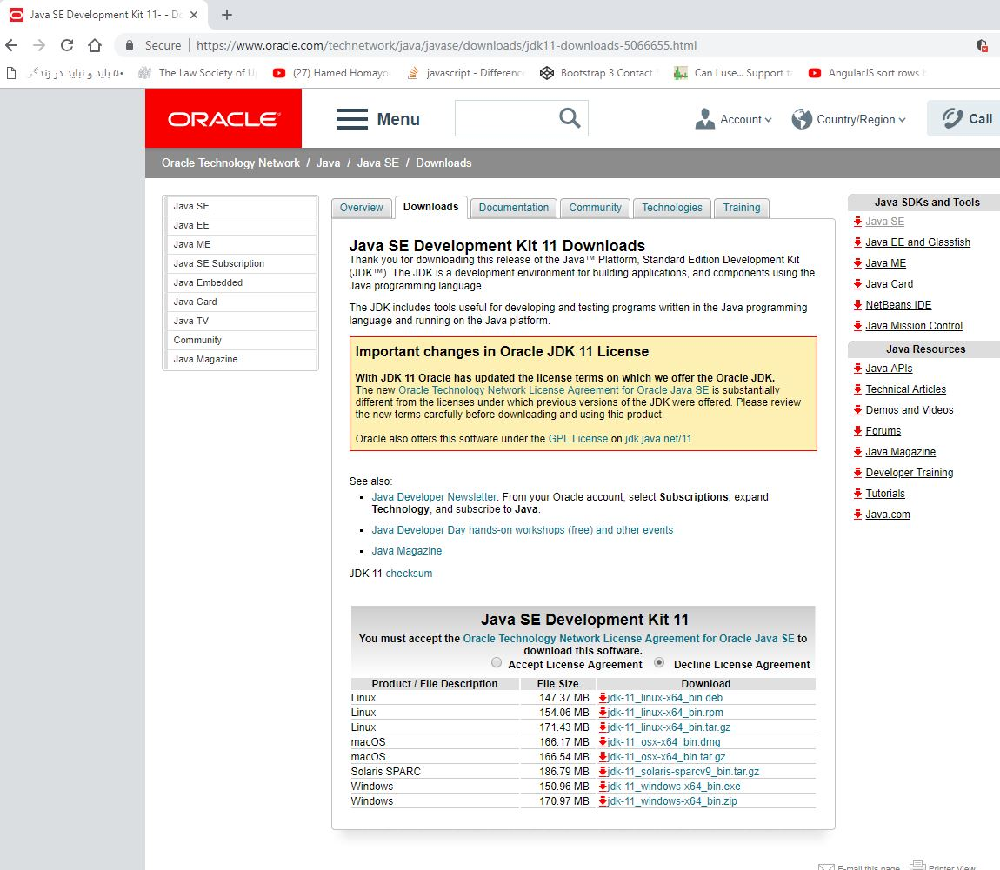 Java SE Development Kit 11- - Do
Secure
https://www.oracle.com/technetwork/java/javase/downloads/jdk11-downloads-5066655.html
۵۰ باید و نباید در زندگی
The Law Society of U
(27) Hamed Homayo
javascript - Difference
Bootstrap 3 Contact
Can I use... Support ta
AngularJS sort rows b
ORACLE
Menu
Account
Country/Region
Call
Oracle Technology Network / Java / Java SE / Downloads
Java SE
Java EE
Java ME
Java SE Subscription
Java Embedded
Java Card
Java TV
Community
Java Magazine
Overview
Downloads
Documentation
Community
Technologies
Training
Java SE Development Kit 11 Downloads
Thank you for downloading this release of the Java™ Platform, Standard Edition Development Kit
(JDK™). The JDK is a development environment for building applications, and components using the
Java programming language.
The JDK includes tools useful for developing and testing programs written in the Java programming
language and running on the Java platform.
Important changes in Oracle JDK 11 License
With JDK 11 Oracle has updated the license terms on which we offer the Oracle JDK.
The new Oracle Technology Network License Agreement for Oracle Java SE is substantially
different from the licenses under which previous versions of the JDK were offered. Please review
the new terms carefully before downloading and using this product.
Oracle also offers this software under the GPL License on jdk.java.net/11
See also:
Java Developer Newsletter: From your Oracle account, select Subscriptions, expand
Technology, and subscribe to Java.
Java Developer Day hands-on workshops (free) and other events
Java Magazine
JDK 11 checksum
Java SE Development Kit 11
You must accept the Oracle Technology Network License Agreement for Oracle Java SE to
download this software.
Accept License Agreement Decline License Agreement
Product / File Description File Size Download
Linux 147.37 MB jdk-11_linux-x64_bin.deb
Linux 154.06 MB jdk-11_linux-x64_bin.rpm
Linux 171.43 MB jdk-11_linux-x64_bin.tar.gz
macOS 166.17 MB jdk-11_osx-x64_bin.dmg
macOS 166.54 MB jdk-11_osx-x64_bin.tar.gz
Solaris SPARC 186.79 MB jdk-11_solaris-sparcv9_bin.tar.gz
Windows 150.96 MB jdk-11_windows-x64_bin.exe
Windows 170.97 MB jdk-11_windows-x64_bin.zip
Java SDKs and Tools
Java SE
Java EE and Glassfish
Java ME
Java Card
NetBeans IDE
Java Mission Control
Java Resources
Java APIs
Technical Articles
Demos and Videos
Forums
Java Magazine
Developer Training
Tutorials
Java.com
E-mail this page Printer View